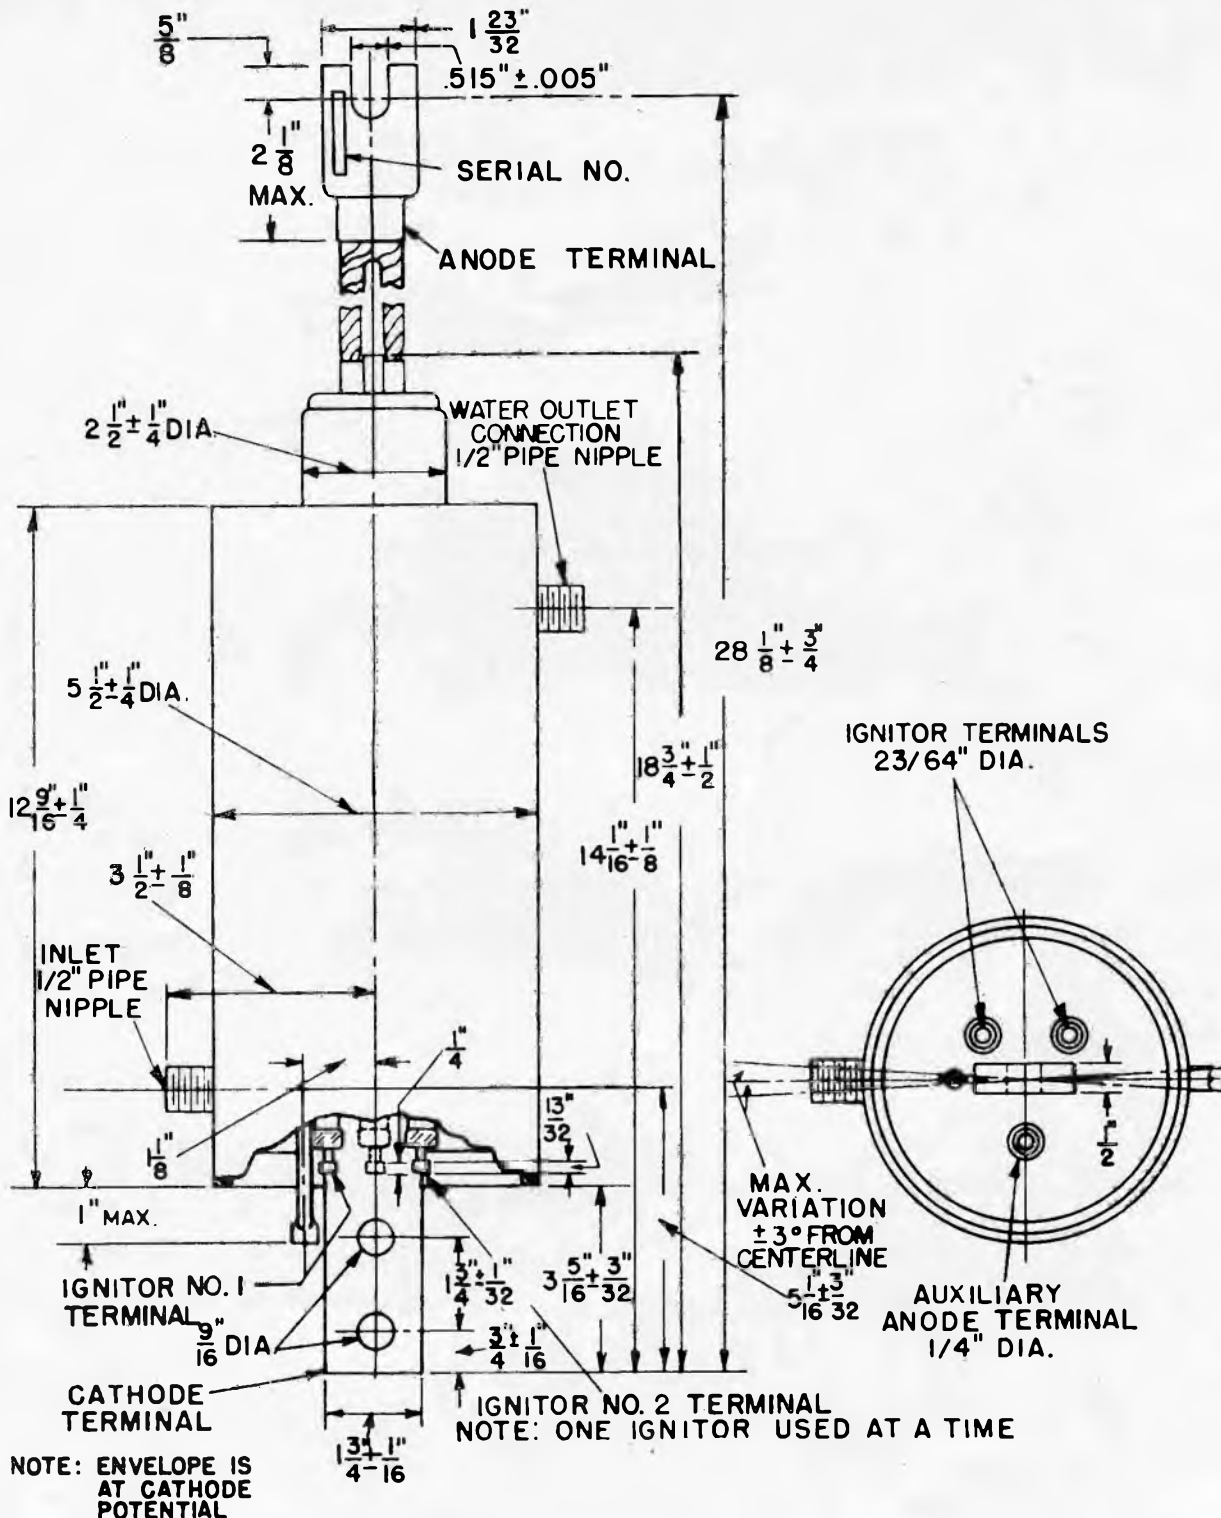 5/8"
1 23/32"
.515" ± .005"
2 1/8"
MAX.
SERIAL NO.
ANODE TERMINAL
2 1/2" ± 1/4" DIA.
WATER OUTLET
CONNECTION
1/2" PIPE NIPPLE
28 1/8" ± 3/4"
5 1/2" ± 1/4" DIA.
IGNITOR TERMINALS
23/64" DIA.
18 3/4" ± 1/2"
12 9/16" ± 1/4"
14 1/16" ± 1/8"
3 1/2" ± 1/8"
INLET
1/2" PIPE
NIPPLE
1/4"
13/32"
1 1/8"
1/2"
1" MAX.
MAX.
VARIATION
± 3° FROM
CENTERLINE
IGNITOR NO. 1
TERMINAL
1 3/4" ± 1/32"
3 5/16" ± 3/32"
5 1/16" ± 3/32"
AUXILIARY
ANODE TERMINAL
1/4" DIA.
9/16" DIA
3/4" ± 1/16"
CATHODE
TERMINAL
IGNITOR NO. 2 TERMINAL
NOTE: ONE IGNITOR USED AT A TIME
1 3/4" ± 1/16"
NOTE: ENVELOPE IS
AT CATHODE
POTENTIAL